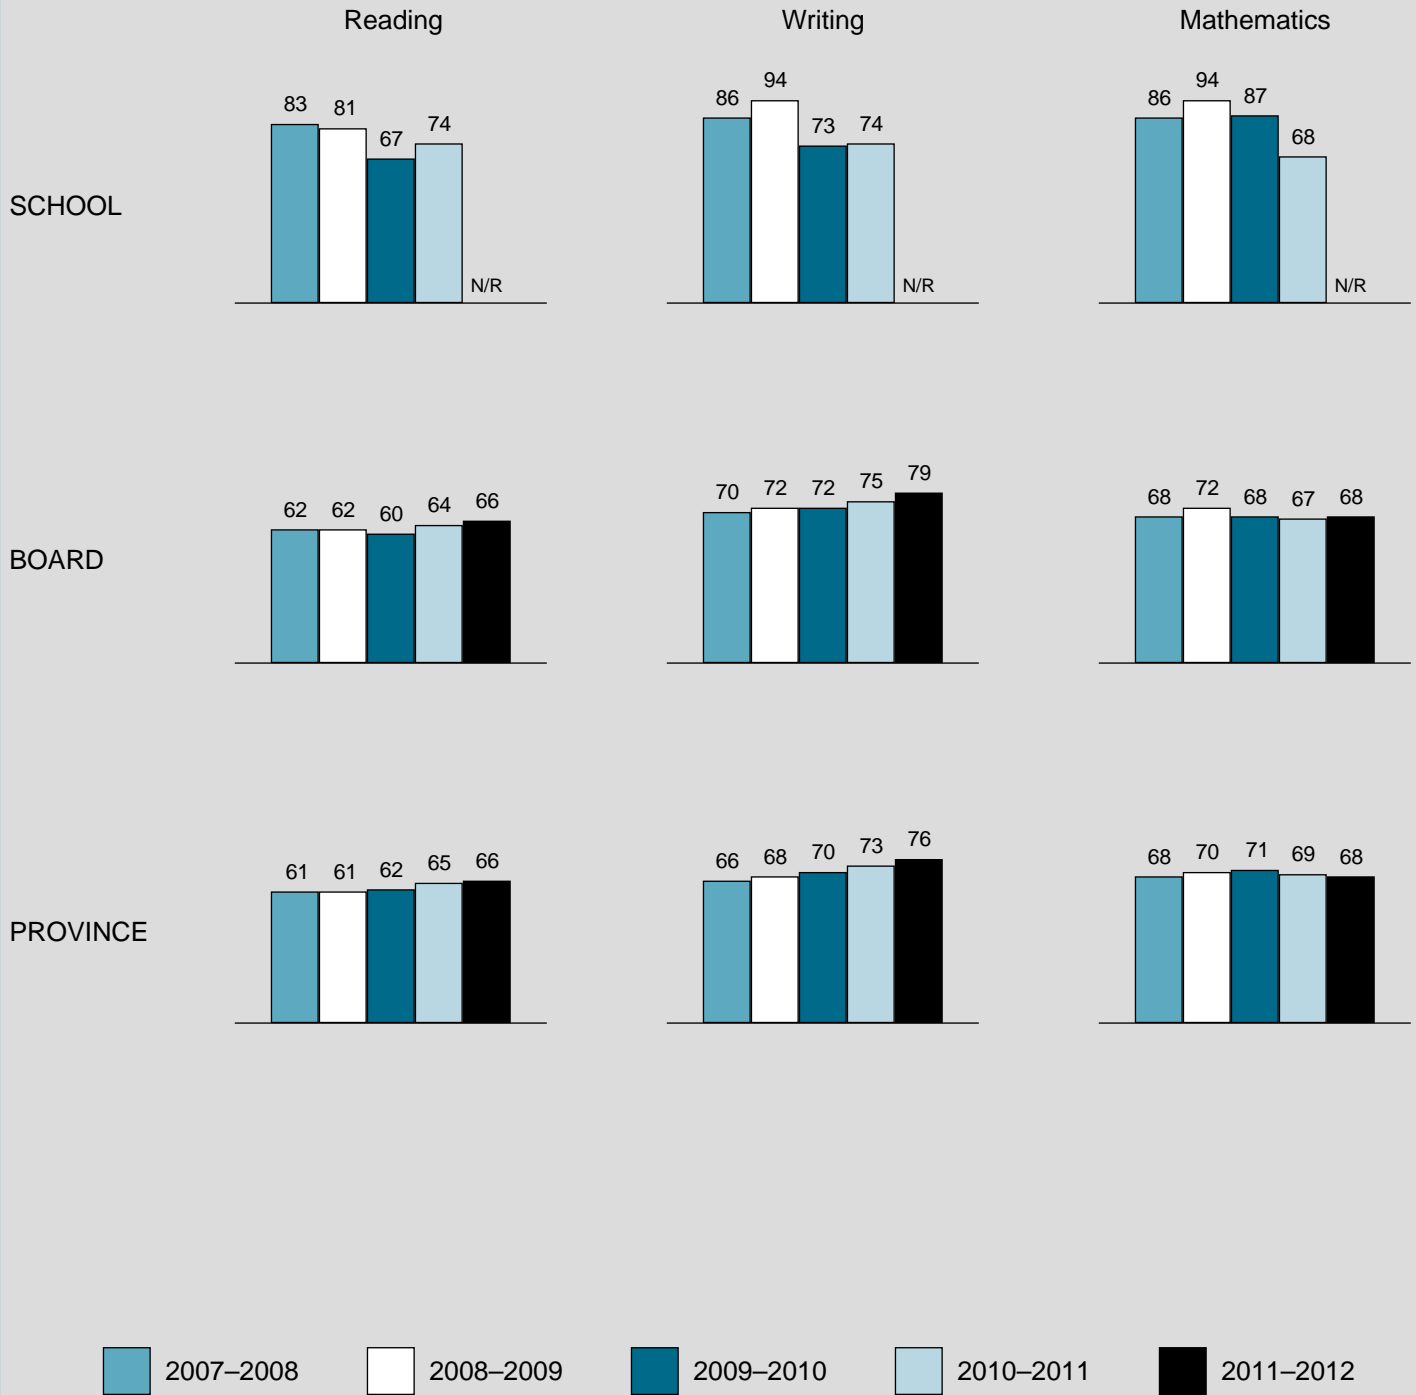 Reading Writing Mathematics
SCHOOL
83 81 67 74 N/R
86 94 73 74 N/R
86 94 87 68 N/R
BOARD
62 62 60 64 66
70 72 72 75 79
68 72 68 67 68
PROVINCE
61 61 62 65 66
66 68 70 73 76
68 70 71 69 68
2007–2008 2008–2009 2009–2010 2010–2011 2011–2012